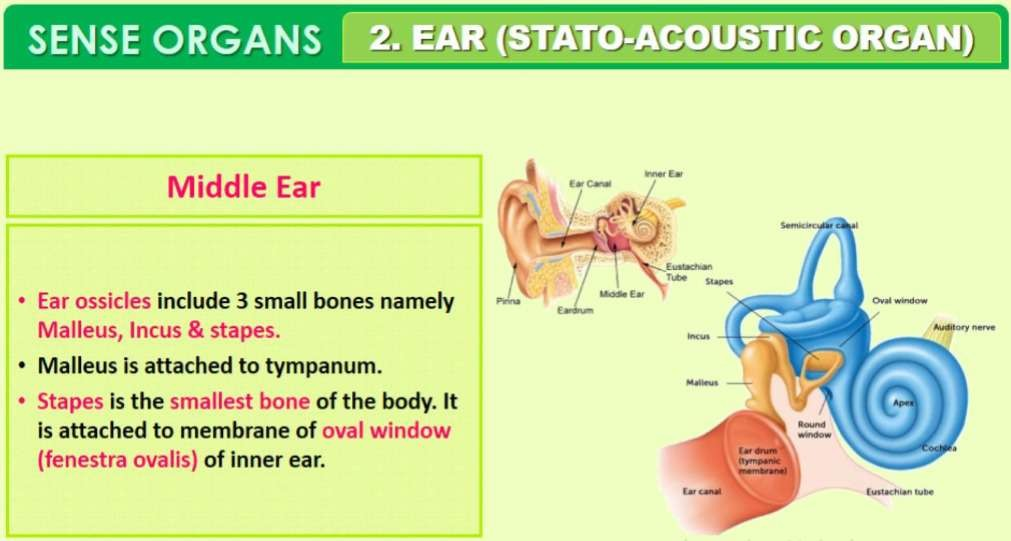 SENSE ORGANS
2. EAR (STATO-ACOUSTIC ORGAN)
Middle Ear
• Ear ossicles include 3 small bones namely
Malleus, Incus & stapes.
• Malleus is attached to tympanum.
• Stapes is the smallest bone of the body. It
is attached to membrane of oval window
(fenestra ovalis) of inner ear.
Ear Canal
Inner Ear
Pinna
Eardrum
Middle Ear
Eustachian
Tube
Semicircular canal
Stapes
Oval window
Incus
Auditory nerve
Malleus
Apex
Round
window
Cochlea
Ear drum
(tympanic
membrane)
Ear canal
Eustachian tube